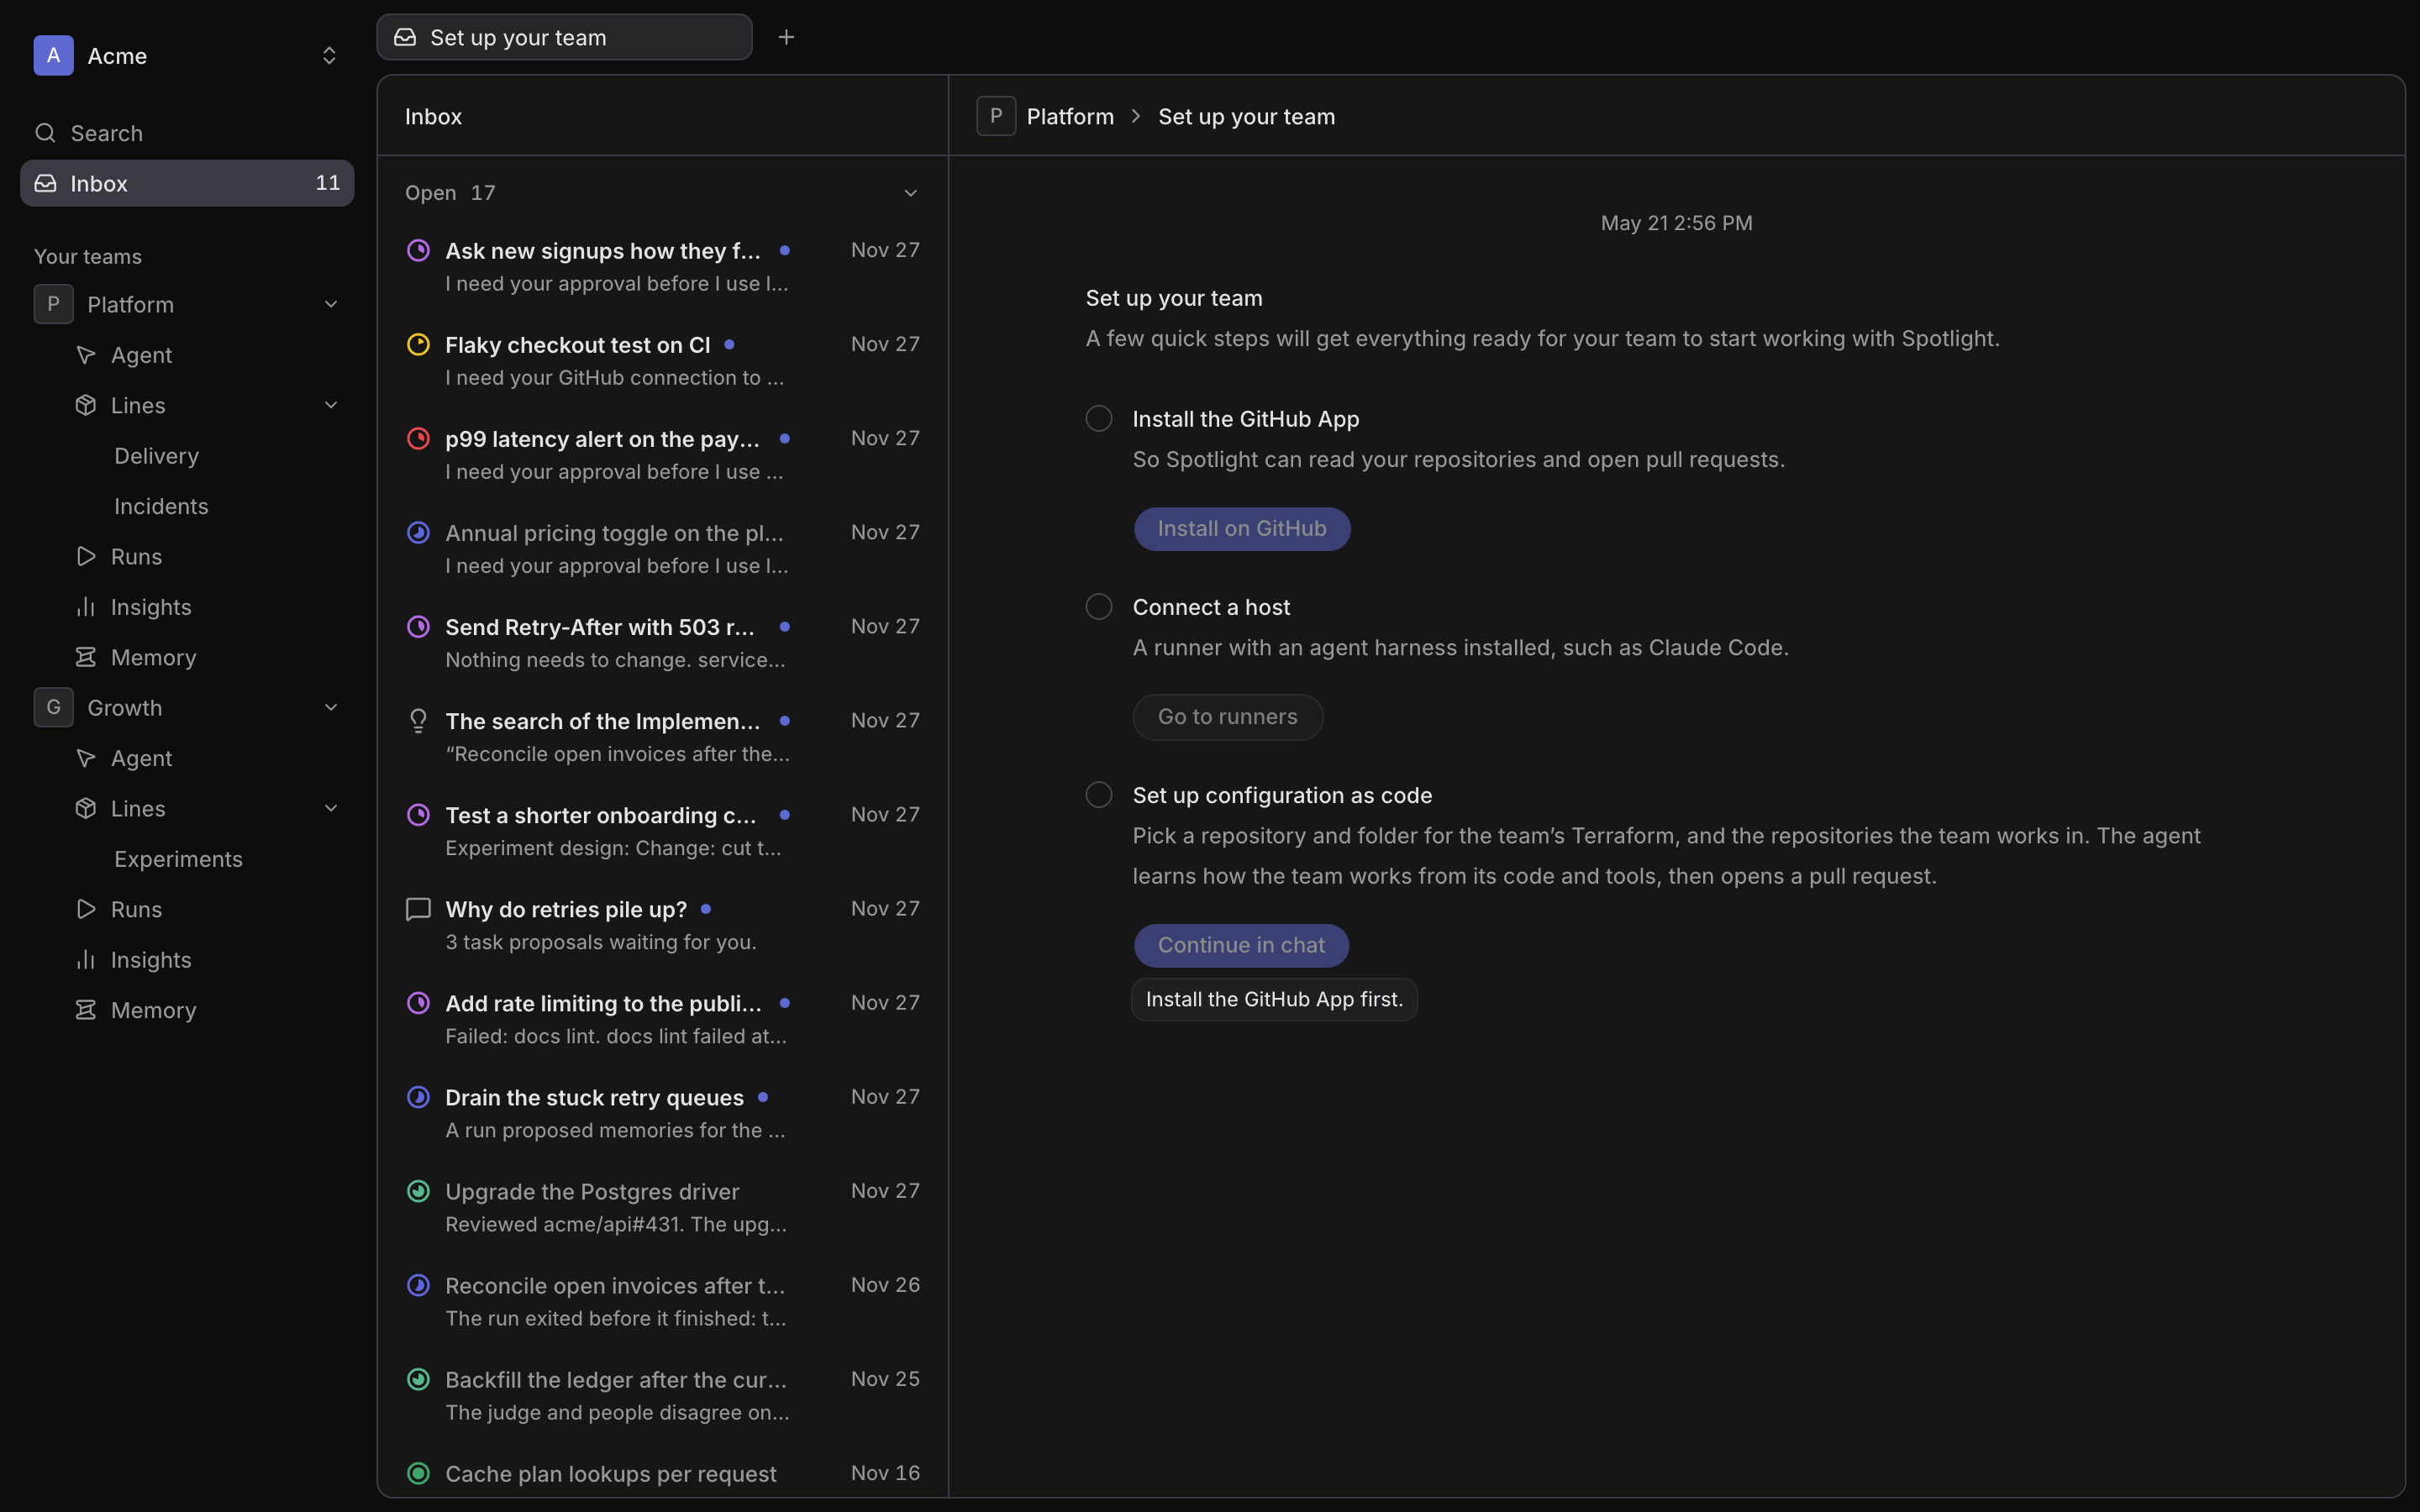 A Acme
Search
Inbox 11
Your teams
P Platform
Agent
Lines
Delivery
Incidents
Runs
Insights
Memory
G Growth
Agent
Lines
Experiments
Runs
Insights
Memory
Set up your team
Inbox
Open 17
Ask new signups how they f... Nov 27
I need your approval before I use l...
Flaky checkout test on CI Nov 27
I need your GitHub connection to ...
p99 latency alert on the pay... Nov 27
I need your approval before I use ...
Annual pricing toggle on the pl... Nov 27
I need your approval before I use l...
Send Retry-After with 503 r... Nov 27
Nothing needs to change. service...
The search of the Implemen... Nov 27
“Reconcile open invoices after the...
Test a shorter onboarding c... Nov 27
Experiment design: Change: cut t...
Why do retries pile up? Nov 27
3 task proposals waiting for you.
Add rate limiting to the publi... Nov 27
Failed: docs lint. docs lint failed at...
Drain the stuck retry queues Nov 27
A run proposed memories for the ...
Upgrade the Postgres driver Nov 27
Reviewed acme/api#431. The upg...
Reconcile open invoices after t... Nov 26
The run exited before it finished: t...
Backfill the ledger after the cur... Nov 25
The judge and people disagree on...
Cache plan lookups per request Nov 16
P Platform Set up your team
May 21 2:56 PM
Set up your team
A few quick steps will get everything ready for your team to start working with Spotlight.
Install the GitHub App
So Spotlight can read your repositories and open pull requests.
Install on GitHub
Connect a host
A runner with an agent harness installed, such as Claude Code.
Go to runners
Set up configuration as code
Pick a repository and folder for the team’s Terraform, and the repositories the team works in. The agent
learns how the team works from its code and tools, then opens a pull request.
Continue in chat
Install the GitHub App first.